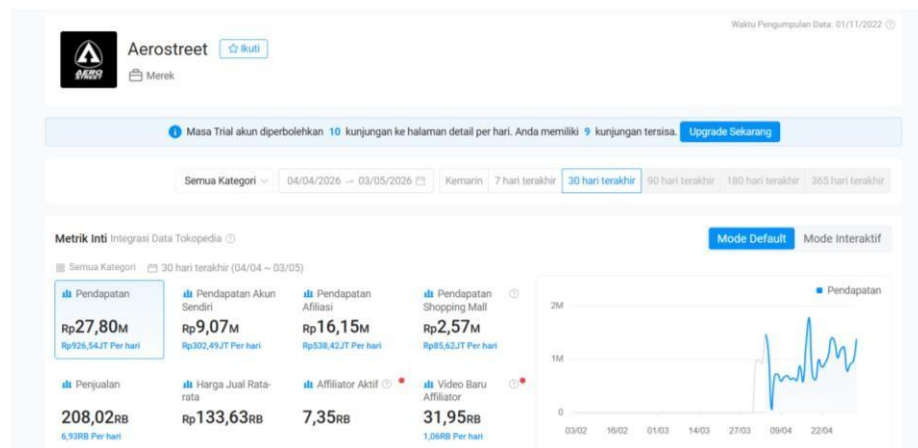 Waktu Pengumpulan Data: 01/11/2022
Aerostreet Ikuti
AERO
STREET
Merek
Masa Trial akun diperbolehkan 10 kunjungan ke halaman detail per hari. Anda memiliki 9 kunjungan tersisa. Upgrade Sekarang
Semua Kategori 04/04/2026 → 03/05/2026 Kemarin 7 hari terakhir 30 hari terakhir 90 hari terakhir 180 hari terakhir 365 hari terakhir
Metrik Inti Integrasi Data Tokopedia
Mode Default Mode Interaktif
Semua Kategori 30 hari terakhir (04/04 ~ 03/05)
Pendapatan
Rp27,80M
Rp926,54JT Per hari
Pendapatan Akun
Sendiri
Rp9,07M
Rp302,49JT Per hari
Pendapatan
Afiliasi
Rp16,15M
Rp538,42JT Per hari
Pendapatan
Shopping Mall
Rp2,57M
Rp85,62JT Per hari
Penjualan
208,02RB
6,93RB Per hari
Harga Jual Rata-
rata
Rp133,63RB
Affiliator Aktif
7,35RB
Video Baru
Affiliator
31,95RB
1,06RB Per hari
Pendapatan
2M
1M
0
03/02 16/02 01/03 14/03 27/03 09/04 22/04